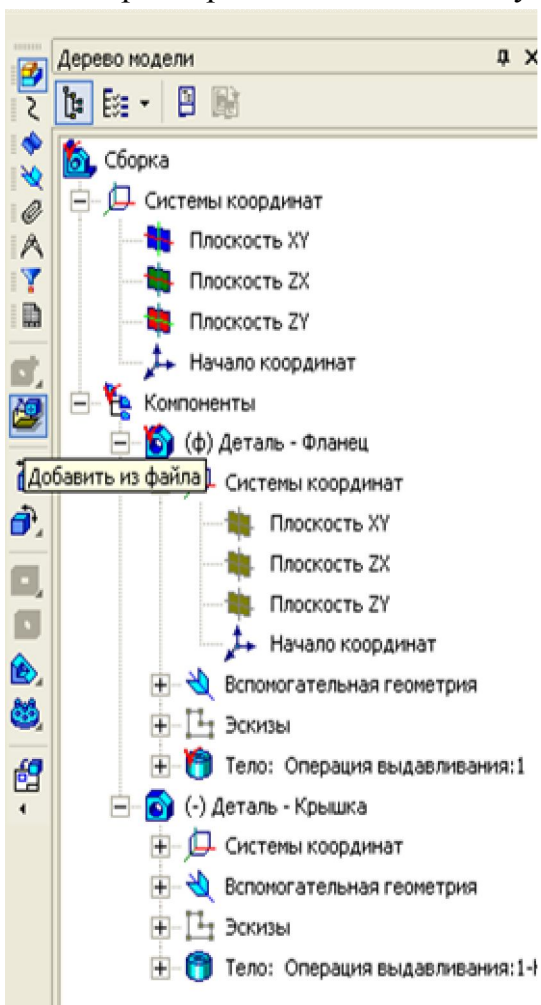 Дерево модели
Сборка
Системы координат
Плоскость XY
Плоскость ZX
Плоскость ZY
Начало координат
Компоненты
(ф) Деталь - Фланец
Добавить из файла
Системы координат
Плоскость XY
Плоскость ZX
Плоскость ZY
Начало координат
Вспомогательная геометрия
Эскизы
Тело: Операция выдавливания:1
(-) Деталь - Крышка
Системы координат
Вспомогательная геометрия
Эскизы
Тело: Операция выдавливания:1